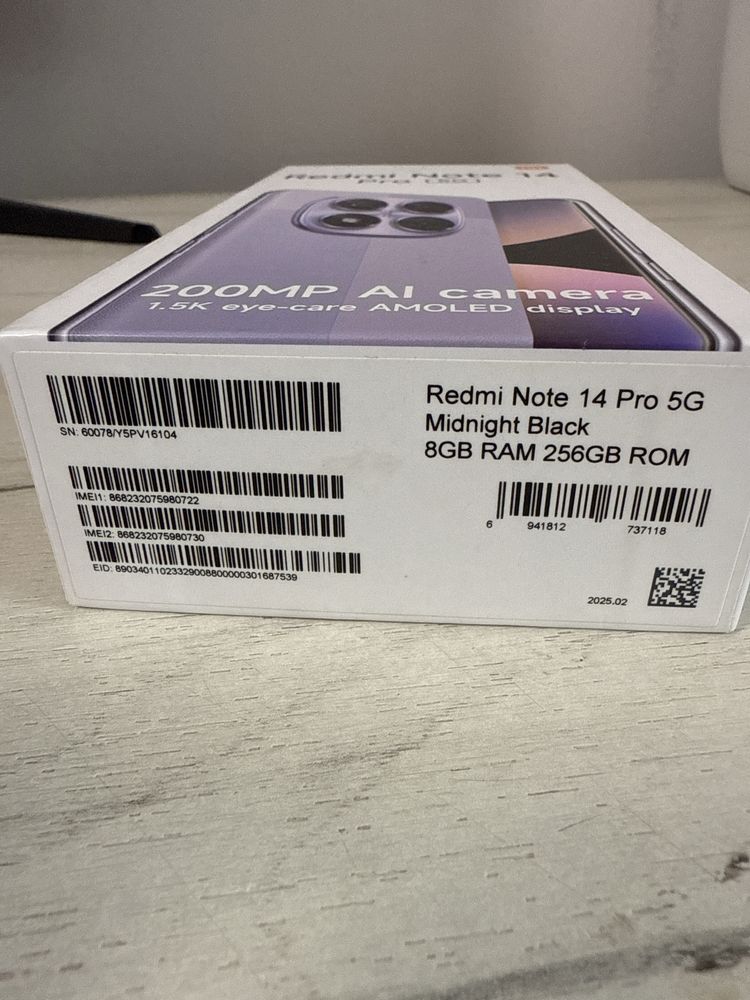 Redmi Note 14
Pro (5G)
200MP AI camera
1.5K eye-care AMOLED display
SN: 60078/Y5PV16104
IMEI1: 868232075980722
IMEI2: 868232075980730
EID: 89034011023329008800000301687539
Redmi Note 14 Pro 5G
Midnight Black
8GB RAM 256GB ROM
6 941812 737118
2025.02